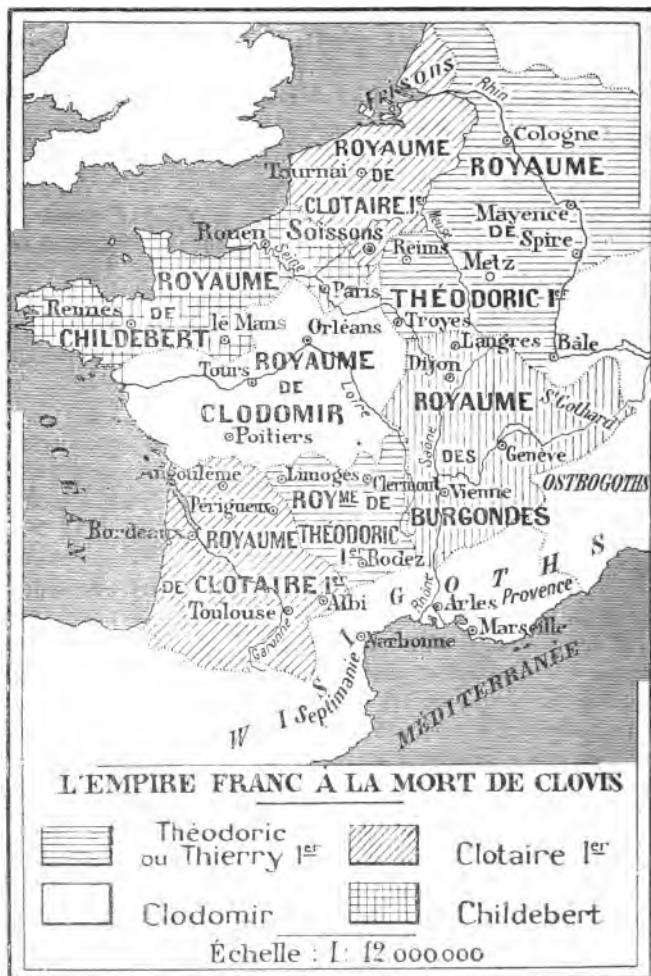 Frisons
Rhin
Cologne
ROYAUME
Tournai
DE
CLOTAIRE Ier
ROYAUME
Mayence
DE
Spire
Meuse
Rouen
Seine
Soissons
Reims
Metz
ROYAUME
Paris
THÉODORIC Ier
Rennes
DE
CHILDEBERT
le Mans
Orléans
Troyes
Langres
Bâle
Dijon
ROYAUME
Tours
DE
CLODOMIR
Loire
ROYAUME
St Gothard
Poitiers
Saône
DES
Genève
OCÉAN
Angoulême
Limoges
Clermont
Vienne
OSTROGOTHS
Périgueux
ROYME DE
BURGONDES
Bordeaux
ROYAUME
THÉODORIC
Ier
Rodez
DE CLOTAIRE Ier
Toulouse
Albi
Rhône
Arles
Provence
Garonne
Narbonne
Marseille
WISIGOTHS
Septimanie
MÉDITERRANÉE
L'EMPIRE FRANC À LA MORT DE CLOVIS
Théodoric
ou Thierry Ier
Clotaire Ier
Clodomir
Childebert
Échelle : 1: 12 000 000